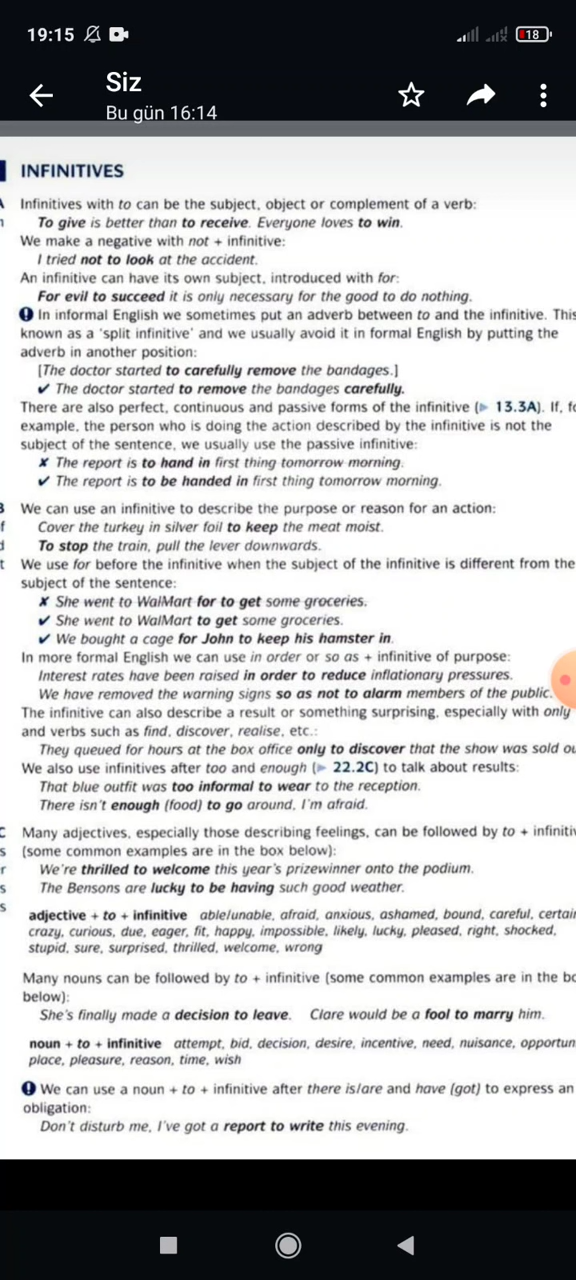 19:15
18
Siz
Bu gün 16:14
INFINITIVES
A Infinitives with to can be the subject, object or complement of a verb:
To give is better than to receive. Everyone loves to win.
We make a negative with not + infinitive:
I tried not to look at the accident.
An infinitive can have its own subject, introduced with for:
For evil to succeed it is only necessary for the good to do nothing.
! In informal English we sometimes put an adverb between to and the infinitive. This
known as a 'split infinitive' and we usually avoid it in formal English by putting the
adverb in another position:
[The doctor started to carefully remove the bandages.]
✔ The doctor started to remove the bandages carefully.
There are also perfect, continuous and passive forms of the infinitive (▶ 13.3A). If, fo
example, the person who is doing the action described by the infinitive is not the
subject of the sentence, we usually use the passive infinitive:
✘ The report is to hand in first thing tomorrow morning.
✔ The report is to be handed in first thing tomorrow morning.
B We can use an infinitive to describe the purpose or reason for an action:
Cover the turkey in silver foil to keep the meat moist.
To stop the train, pull the lever downwards.
We use for before the infinitive when the subject of the infinitive is different from the
subject of the sentence:
✘ She went to WalMart for to get some groceries.
✔ She went to WalMart to get some groceries.
✔ We bought a cage for John to keep his hamster in.
In more formal English we can use in order or so as + infinitive of purpose:
Interest rates have been raised in order to reduce inflationary pressures.
We have removed the warning signs so as not to alarm members of the public.
The infinitive can also describe a result or something surprising, especially with only
and verbs such as find, discover, realise, etc.:
They queued for hours at the box office only to discover that the show was sold ou
We also use infinitives after too and enough (▶ 22.2C) to talk about results:
That blue outfit was too informal to wear to the reception.
There isn't enough (food) to go around, I'm afraid.
C Many adjectives, especially those describing feelings, can be followed by to + infinitiv
(some common examples are in the box below):
We're thrilled to welcome this year's prizewinner onto the podium.
The Bensons are lucky to be having such good weather.
adjective + to + infinitive able/unable, afraid, anxious, ashamed, bound, careful, certain
crazy, curious, due, eager, fit, happy, impossible, likely, lucky, pleased, right, shocked,
stupid, sure, surprised, thrilled, welcome, wrong
Many nouns can be followed by to + infinitive (some common examples are in the bo
below):
She's finally made a decision to leave. Clare would be a fool to marry him.
noun + to + infinitive attempt, bid, decision, desire, incentive, need, nuisance, opportun
place, pleasure, reason, time, wish
! We can use a noun + to + infinitive after there is/are and have (got) to express an
obligation:
Don't disturb me, I've got a report to write this evening.